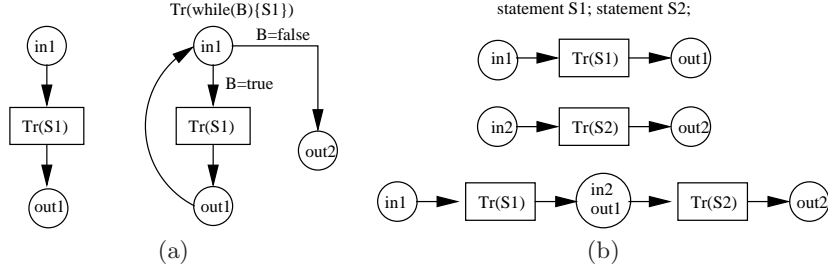 Tr(while(B){S1})
in1
Tr(S1)
out1
in1
B=false
B=true
Tr(S1)
out1
out2
(a)
statement S1; statement S2;
in1 Tr(S1) out1
in2 Tr(S2) out2
in1 Tr(S1) in2 out1 Tr(S2) out2
(b)